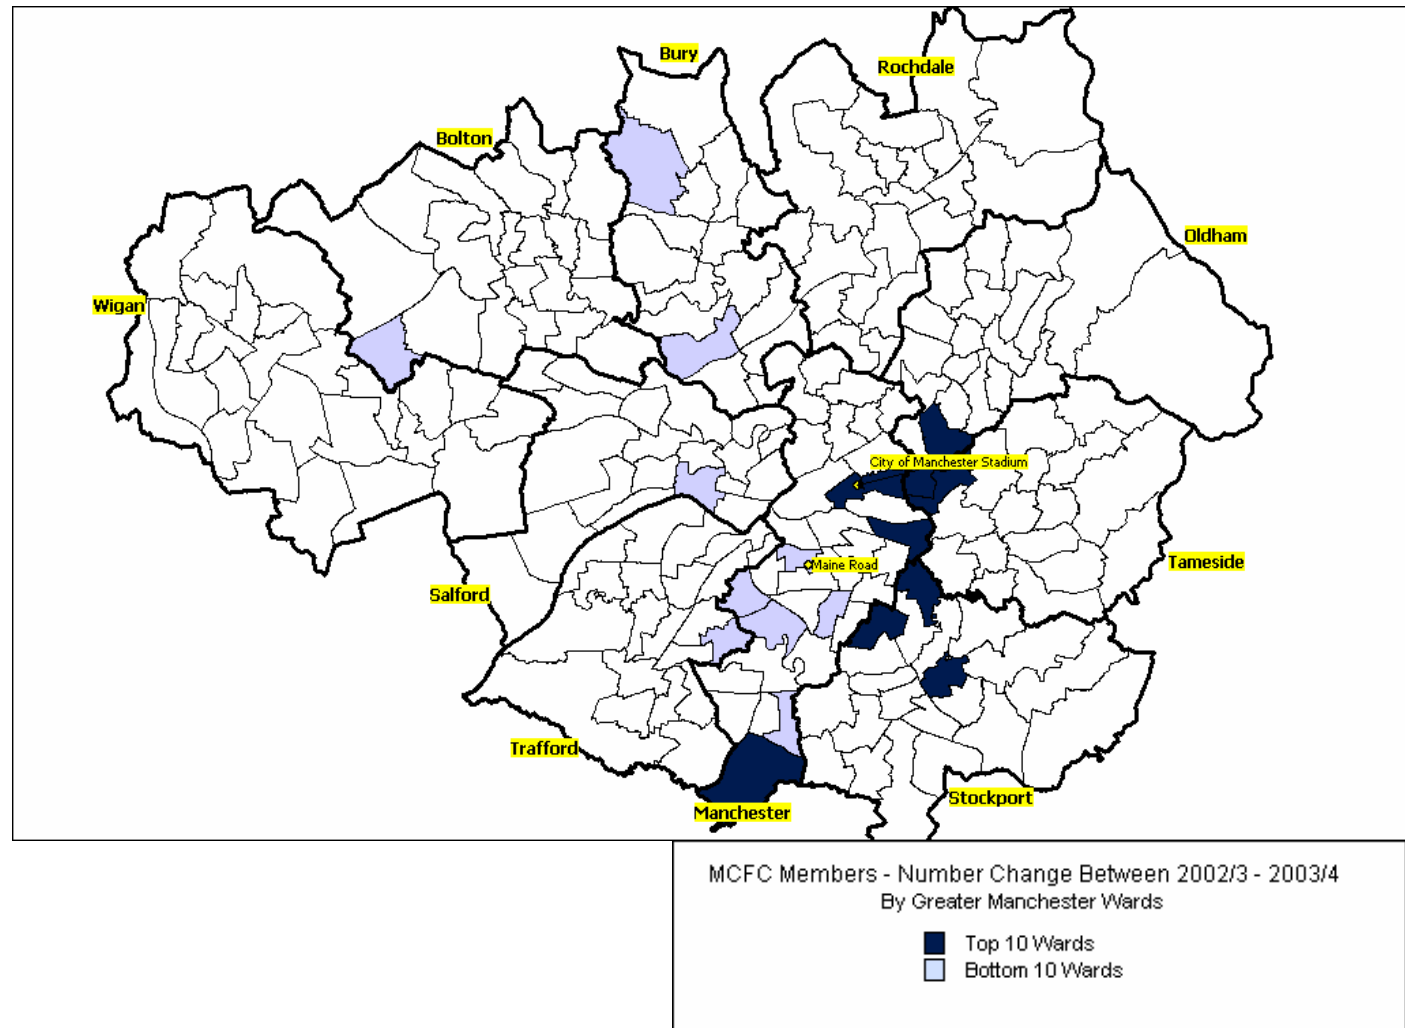 Bury
Rochdale
Bolton
Oldham
Wigan
City of Manchester Stadium
Maine Road
Tameside
Salford
Trafford
Stockport
Manchester
MCFC Members - Number Change Between 2002/3 - 2003/4
By Greater Manchester Wards
Top 10 Wards
Bottom 10 Wards